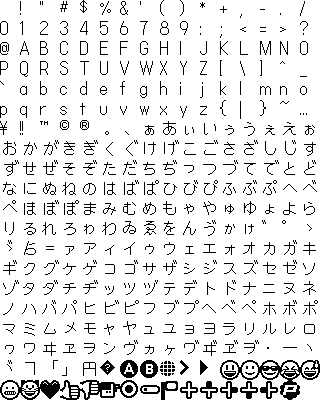 ! " # $ % & ' ( ) * + , - . /
0 1 2 3 4 5 6 7 8 9 : ; < = > ?
@ A B C D E F G H I J K L M N O
P Q R S T U V W X Y Z [ \ ] ^ _
` a b c d e f g h i j k l m n o
p q r s t u v w x y z { | } ~ …
¥ ‼ ™ © ® 。 、 ぁ あ ぃ い ぅ う ぇ え ぉ
お か が き ぎ く ぐ け げ こ ご さ ざ し じ す
ず せ ぜ そ ぞ た だ ち ぢ っ つ づ て で と ど
な に ぬ ね の は ば ぱ ひ び ぴ ふ ぶ ぷ へ べ
ぺ ほ ぼ ぽ ま み む め も ゃ や ゅ ゆ ょ よ ら
り る れ ろ ゎ わ ゐ ゑ を ん ゔ ゕ ゖ ゛ ゜ ゝ
ゞ ゟ ゠ ァ ア ィ イ ゥ ウ ェ エ ォ オ カ ガ キ
ギ ク グ ケ ゲ コ ゴ サ ザ シ ジ ス ズ セ ゼ ソ
ゾ タ ダ チ ヂ ッ ツ ヅ テ デ ト ド ナ ニ ヌ ネ
ノ ハ バ パ ヒ ビ ピ フ ブ プ ヘ ベ ペ ホ ボ ポ
マ ミ ム メ モ ャ ヤ ュ ユ ョ ヨ ラ リ ル レ ロ
ヮ ワ ヰ ヱ ヲ ン ヴ ヵ ヶ ヷ ヸ ヹ ヺ ・ ー ヽ
ヾ 「 」 円 � A B